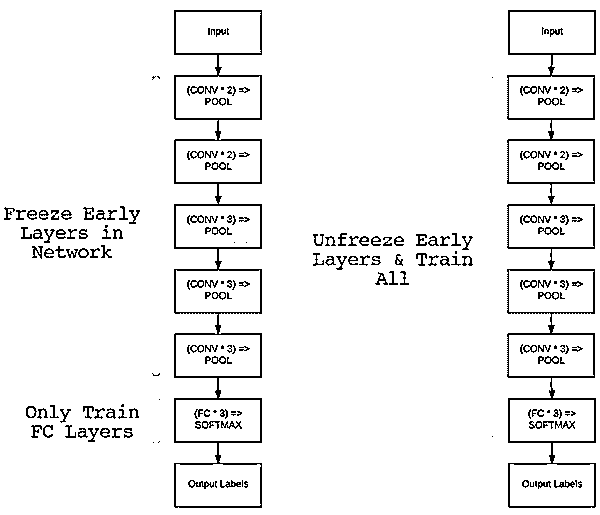 Input
(CONV * 2) =>
POOL
(CONV * 2) =>
POOL
(CONV * 3) =>
POOL
(CONV * 3) =>
POOL
(CONV * 3) =>
POOL
(FC * 3) =>
SOFTMAX
Output Labels
Freeze Early
Layers in
Network
Only Train
FC Layers
Input
(CONV * 2) =>
POOL
(CONV * 2) =>
POOL
(CONV * 3) =>
POOL
(CONV * 3) =>
POOL
(CONV * 3) =>
POOL
(FC * 3) =>
SOFTMAX
Output Labels
Unfreeze Early
Layers & Train
All